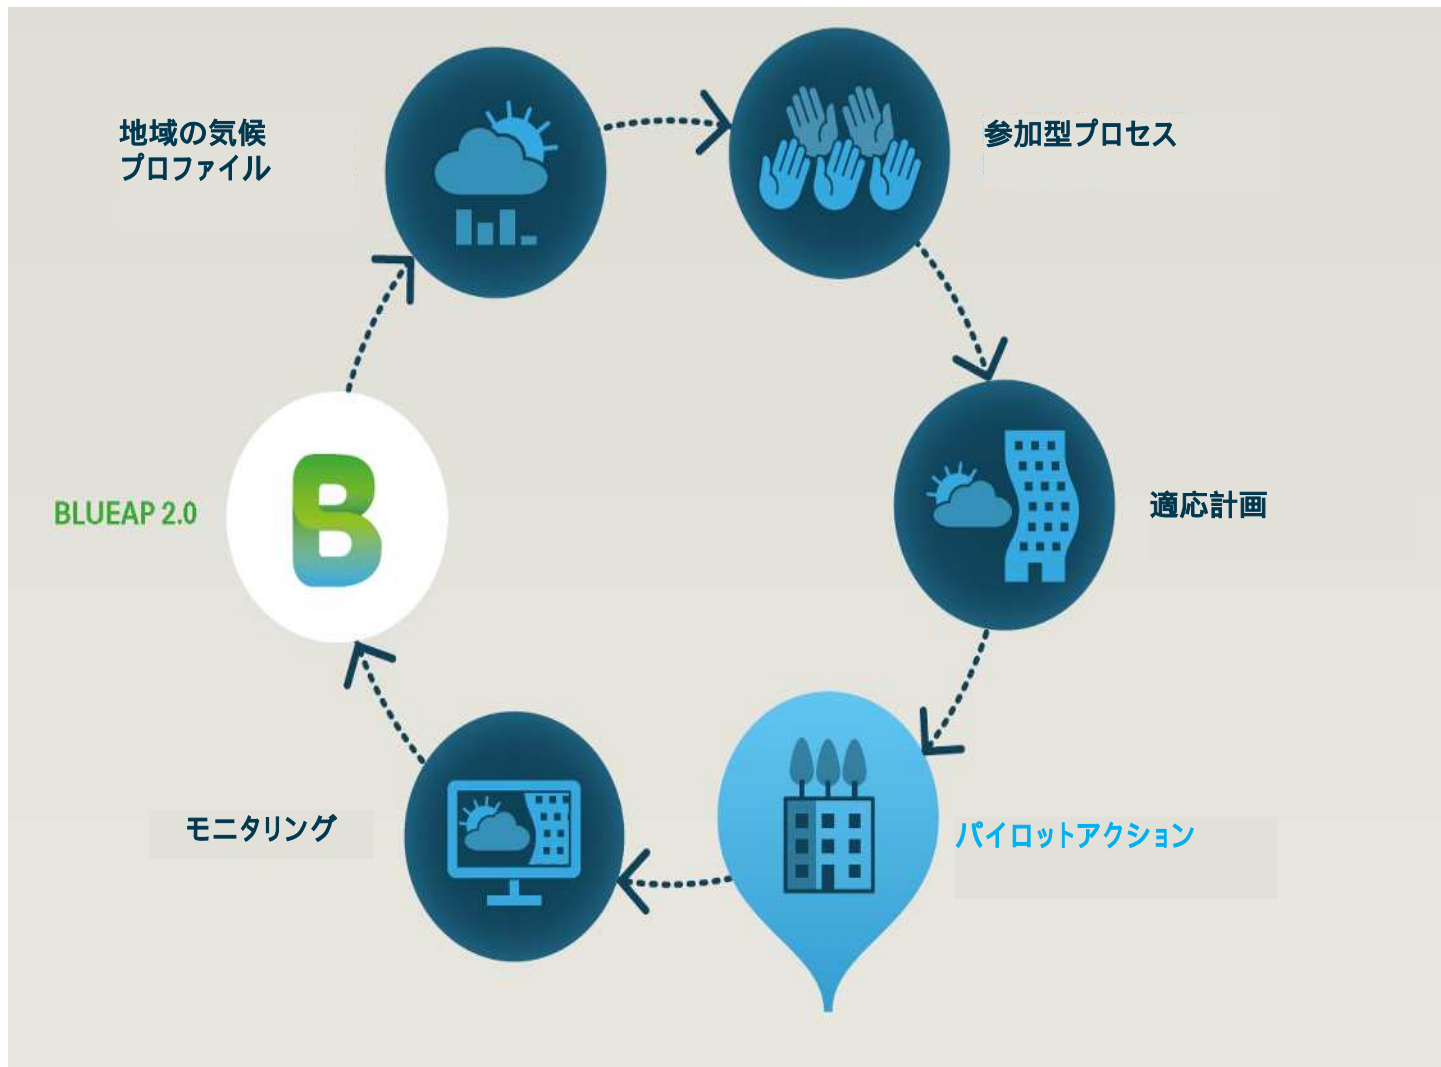 地域の気候
プロファイル
参加型プロセス
適応計画
パイロットアクション
モニタリング
BLUEAP 2.0
B